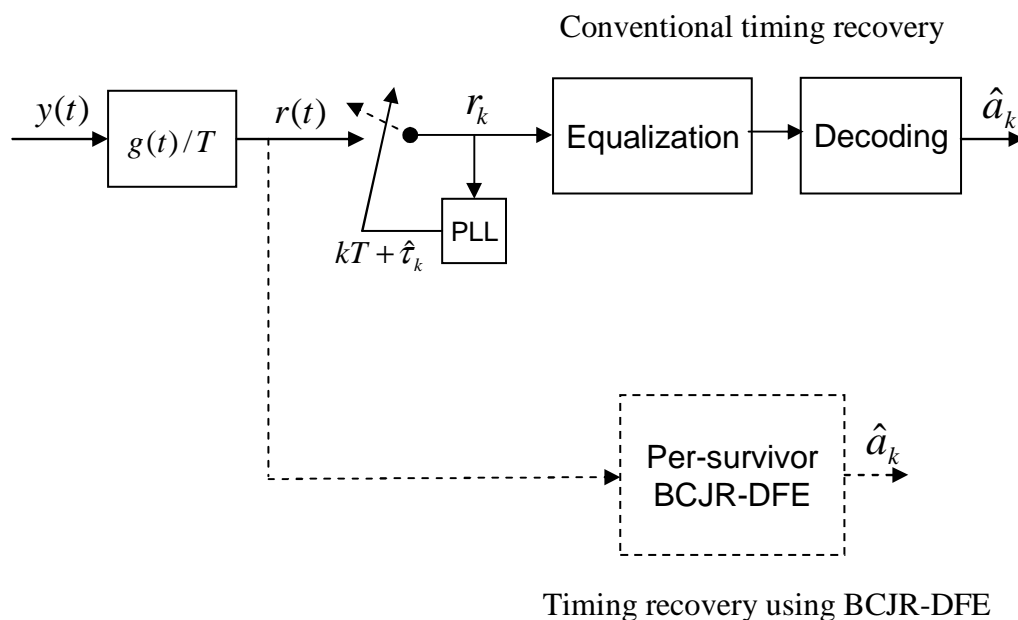 Conventional timing recovery
y(t)
g(t)/T
r(t)
r_k
Equalization
Decoding
â_k
PLL
kT + τ̂_k
Per-survivor
BCJR-DFE
â_k
Timing recovery using BCJR-DFE